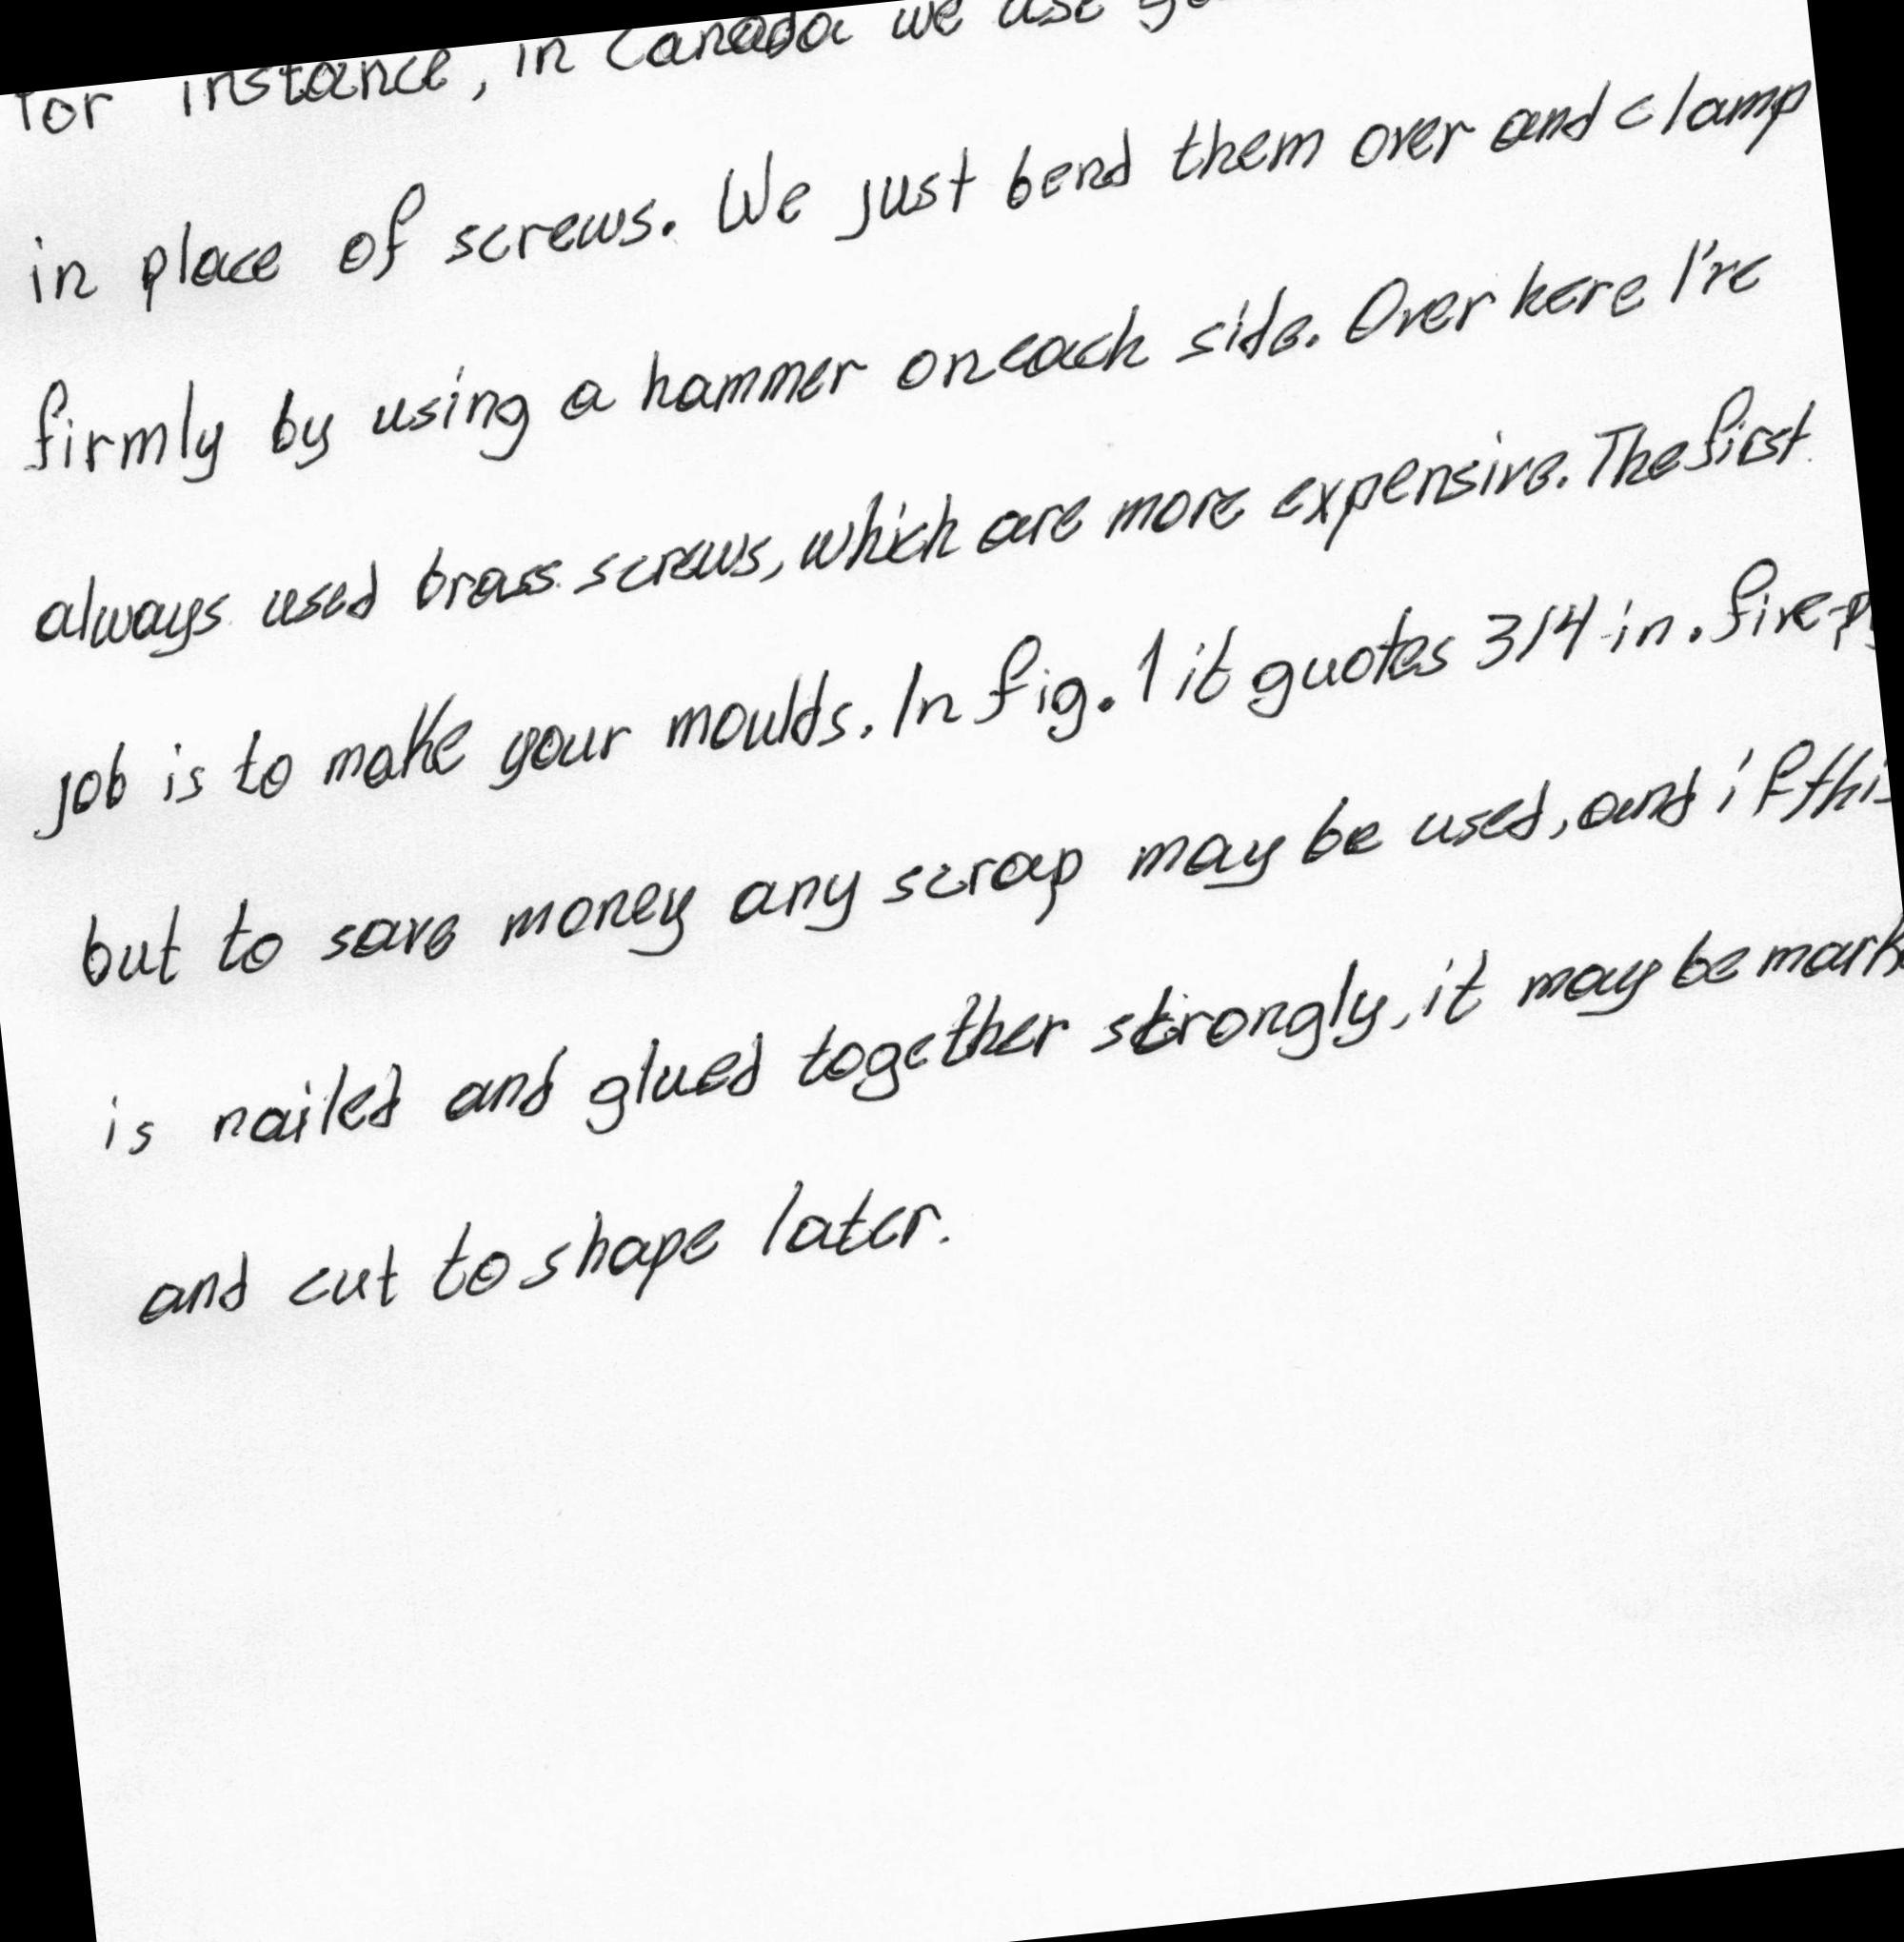 for instance, in Canada we use
in place of screws. We just bend them over and clamp
firmly by using a hammer on each side. Over here I've
always used brass screws, which are more expensive. The first
job is to make your moulds. In fig. 1 it quotes 3/4-in. five-p
but to save money any scrap may be used, and if this
is nailed and glued together strongly, it may be mark
and cut to shape later.